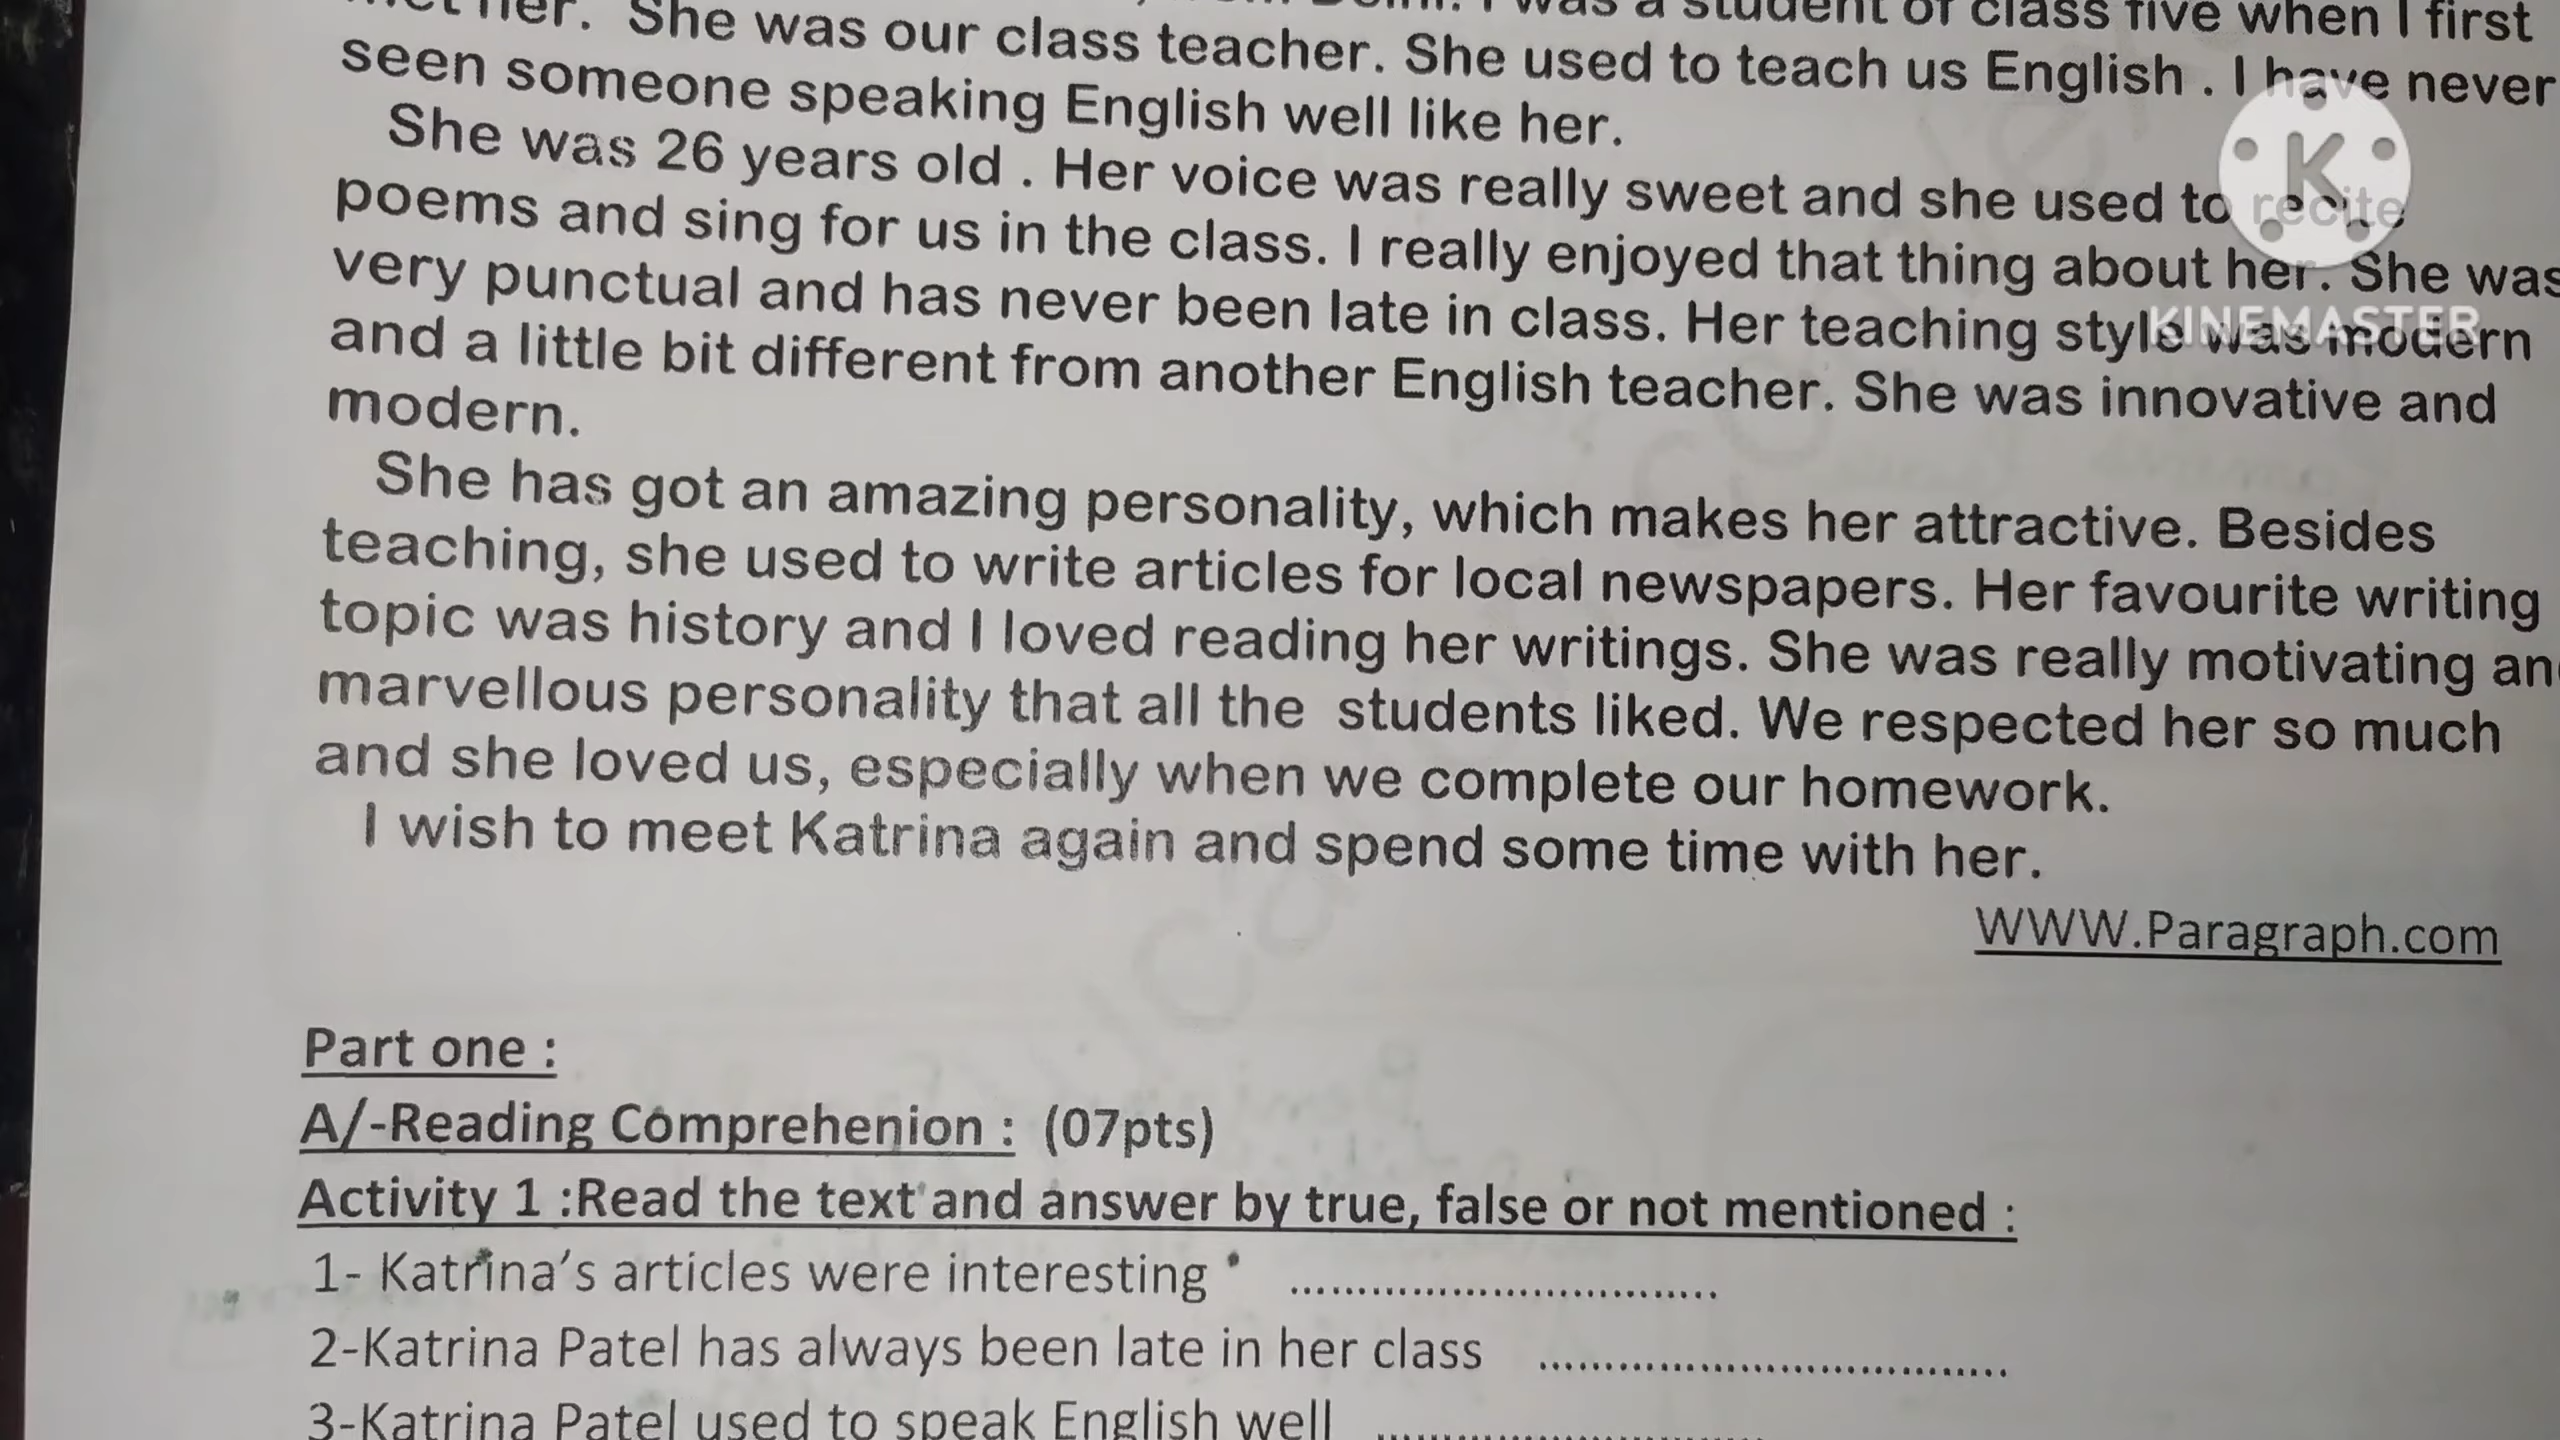 her. She was our class teacher. She used to teach us English . I have never
seen someone speaking English well like her.
She was 26 years old . Her voice was really sweet and she used to recite
poems and sing for us in the class. I really enjoyed that thing about her. She was
very punctual and has never been late in class. Her teaching style was modern
and a little bit different from another English teacher. She was innovative and
modern.
She has got an amazing personality, which makes her attractive. Besides
teaching, she used to write articles for local newspapers. Her favourite writing
topic was history and I loved reading her writings. She was really motivating an
marvellous personality that all the students liked. We respected her so much
and she loved us, especially when we complete our homework.
I wish to meet Katrina again and spend some time with her.
WWW.Paragraph.com
Part one :
A/-Reading Comprehenion : (07pts)
Activity 1 :Read the text and answer by true, false or not mentioned :
1- Katrina's articles were interesting ................................
2-Katrina Patel has always been late in her class ...................................
3-Katrina Patel used to speak English well .............................
K
KINEMASTER